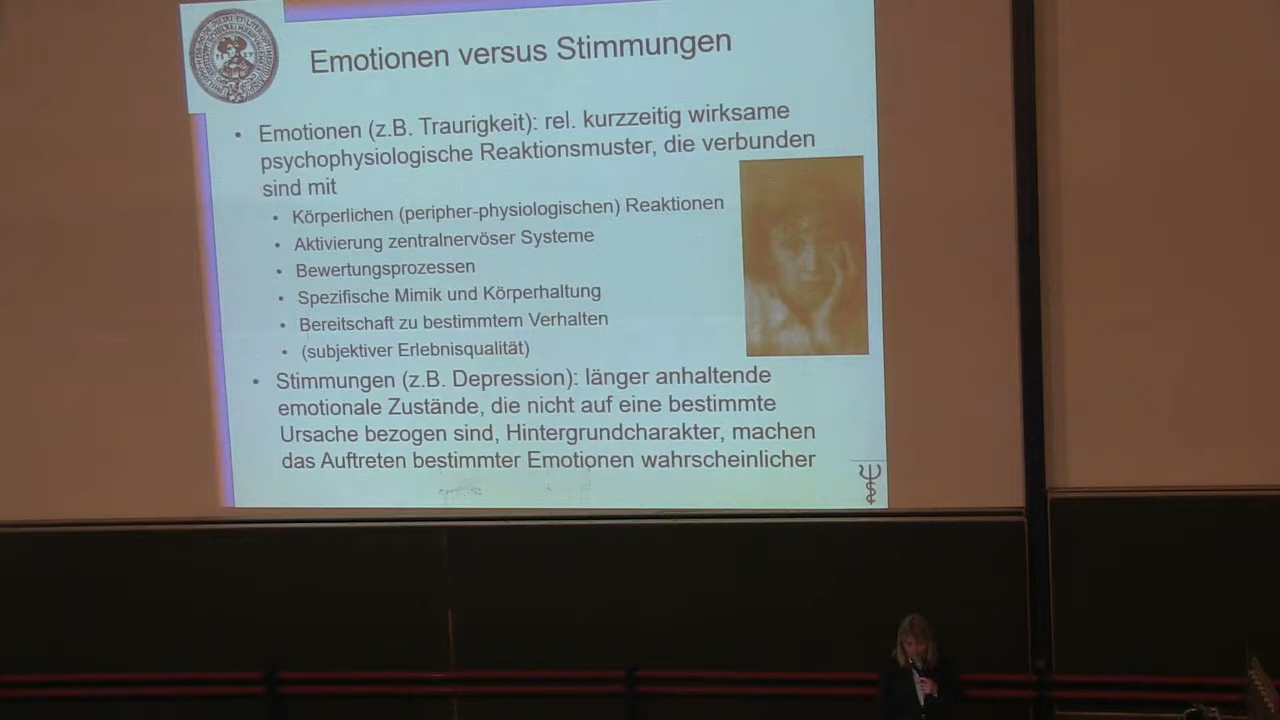 Emotionen versus Stimmungen
• Emotionen (z.B. Traurigkeit): rel. kurzzeitig wirksame
psychophysiologische Reaktionsmuster, die verbunden
sind mit
• Körperlichen (peripher-physiologischen) Reaktionen
• Aktivierung zentralnervöser Systeme
• Bewertungsprozessen
• Spezifische Mimik und Körperhaltung
• Bereitschaft zu bestimmtem Verhalten
• (subjektiver Erlebnisqualität)
• Stimmungen (z.B. Depression): länger anhaltende
emotionale Zustände, die nicht auf eine bestimmte
Ursache bezogen sind, Hintergrundcharakter, machen
das Auftreten bestimmter Emotionen wahrscheinlicher